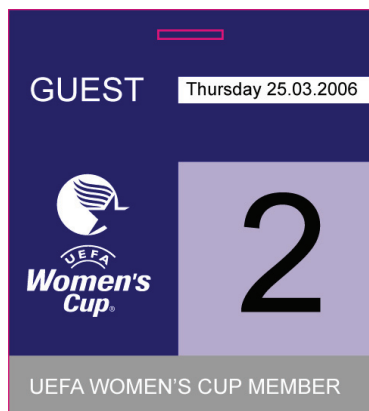 GUEST
Thursday 25.03.2006
2
UEFA
Women's
Cup®
UEFA WOMEN'S CUP MEMBER